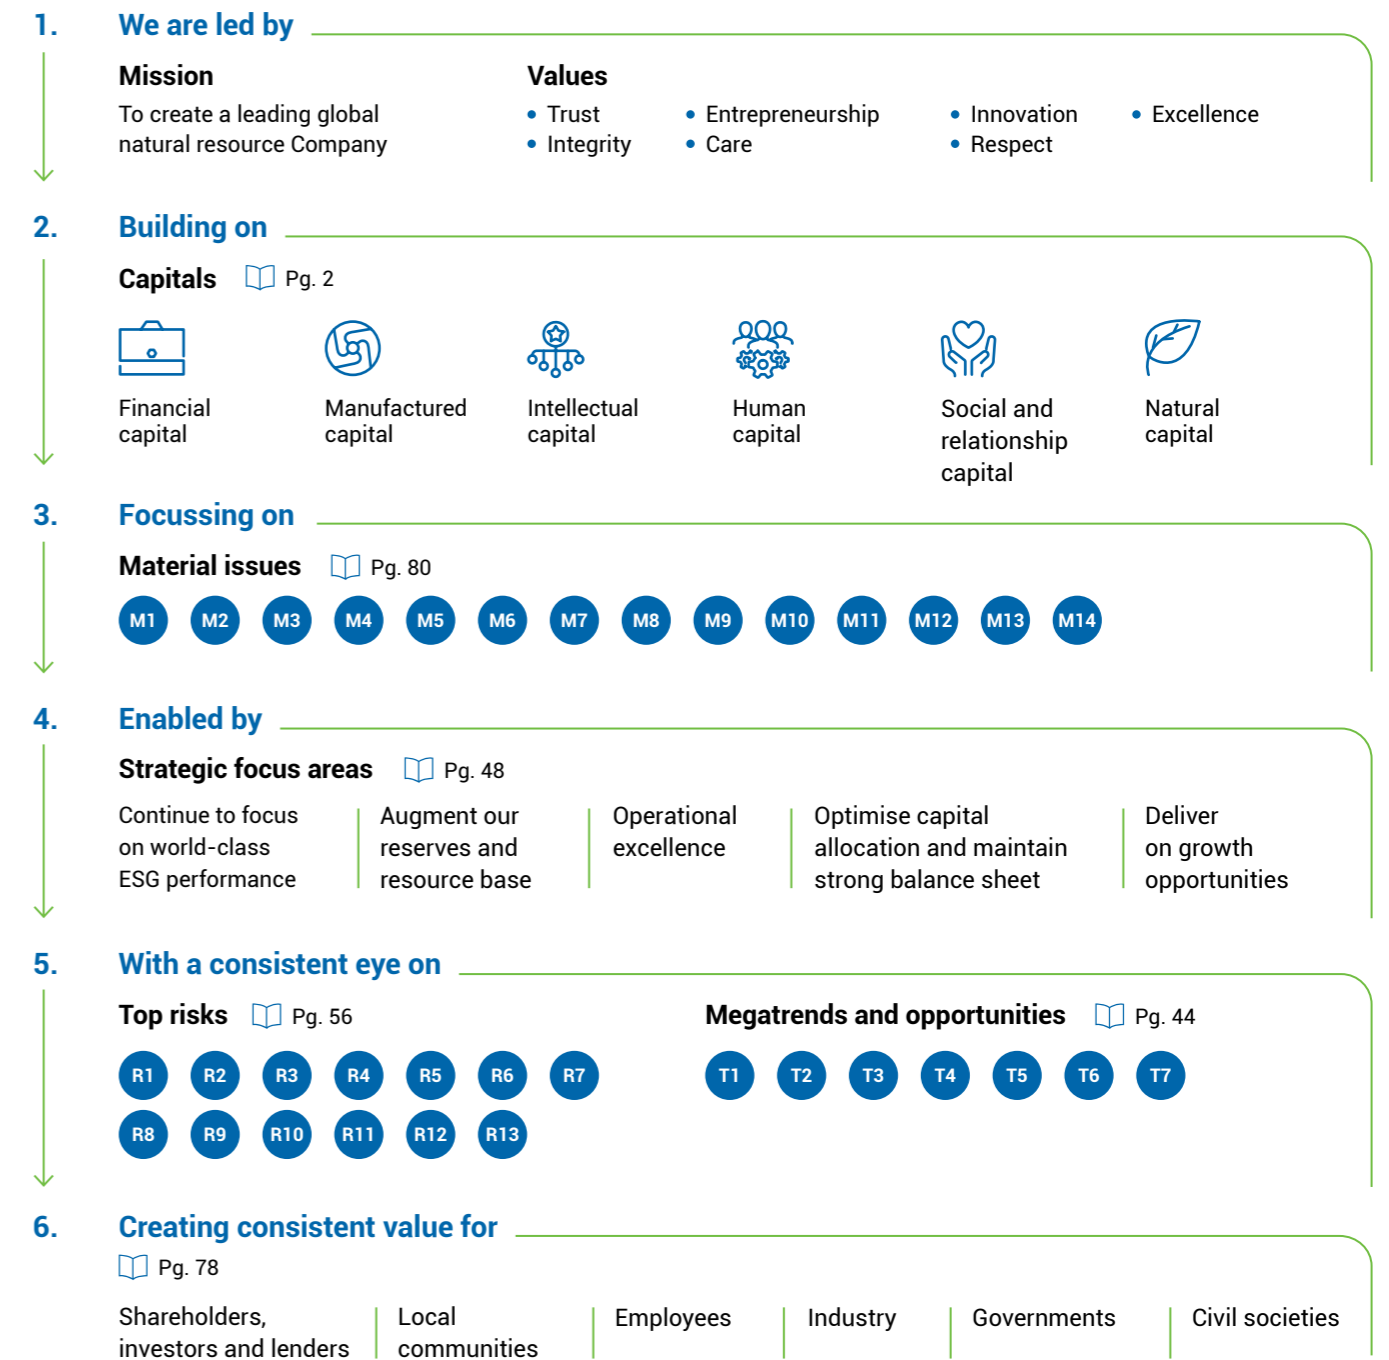 1. We are led by
Mission
To create a leading global
natural resource Company
Values
• Trust
• Integrity
• Entrepreneurship
• Care
• Innovation
• Respect
• Excellence
2. Building on
Capitals Pg. 2
Financial
capital
Manufactured
capital
Intellectual
capital
Human
capital
Social and
relationship
capital
Natural
capital
3. Focussing on
Material issues Pg. 80
M1 M2 M3 M4 M5 M6 M7 M8 M9 M10 M11 M12 M13 M14
4. Enabled by
Strategic focus areas Pg. 48
Continue to focus
on world-class
ESG performance
Augment our
reserves and
resource base
Operational
excellence
Optimise capital
allocation and maintain
strong balance sheet
Deliver
on growth
opportunities
5. With a consistent eye on
Top risks Pg. 56
R1 R2 R3 R4 R5 R6 R7
R8 R9 R10 R11 R12 R13
Megatrends and opportunities Pg. 44
T1 T2 T3 T4 T5 T6 T7
6. Creating consistent value for
Pg. 78
Shareholders,
investors and lenders
Local
communities
Employees
Industry
Governments
Civil societies